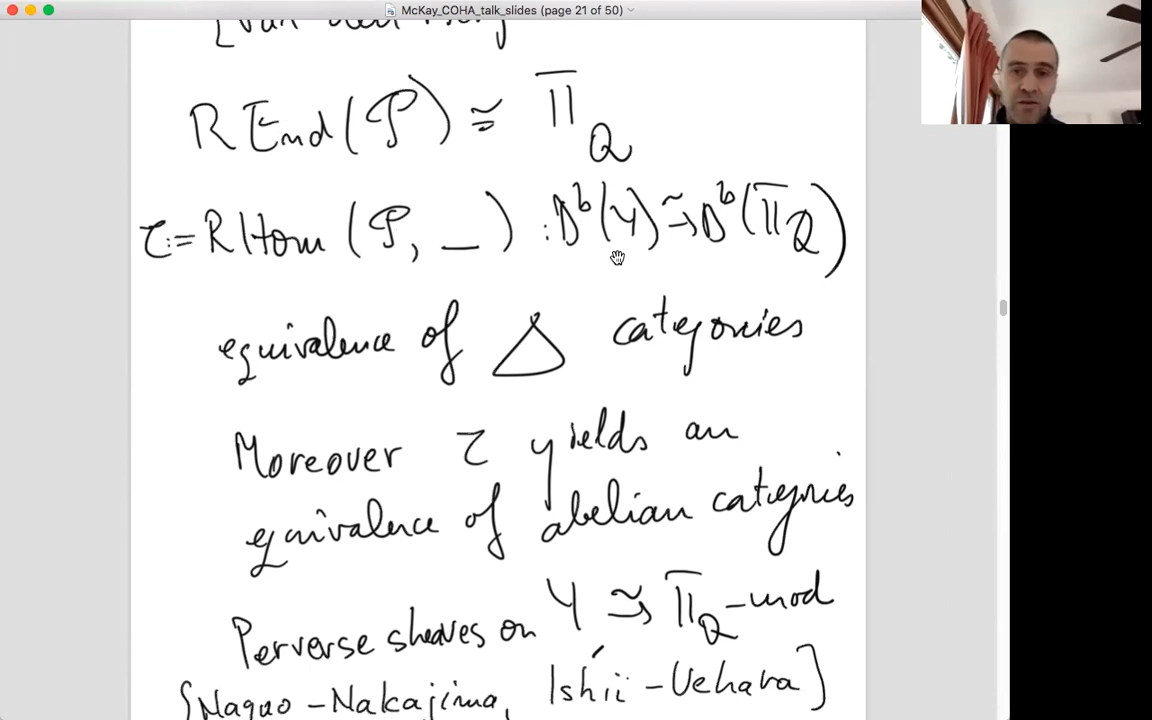 McKay_COHA_talk_slides (page 21 of 50)
R End(𝒫) ≅ Π_Q
τ := RHom(𝒫, _) : D^b(Y) ≃→ D^b(Π_Q)
equivalence of Δ categories
Moreover τ yields an
equivalence of abelian categories
Perverse sheaves on Y ≃→ Π_Q-mod
[Nagao-Nakajima, Ishii-Uehara]